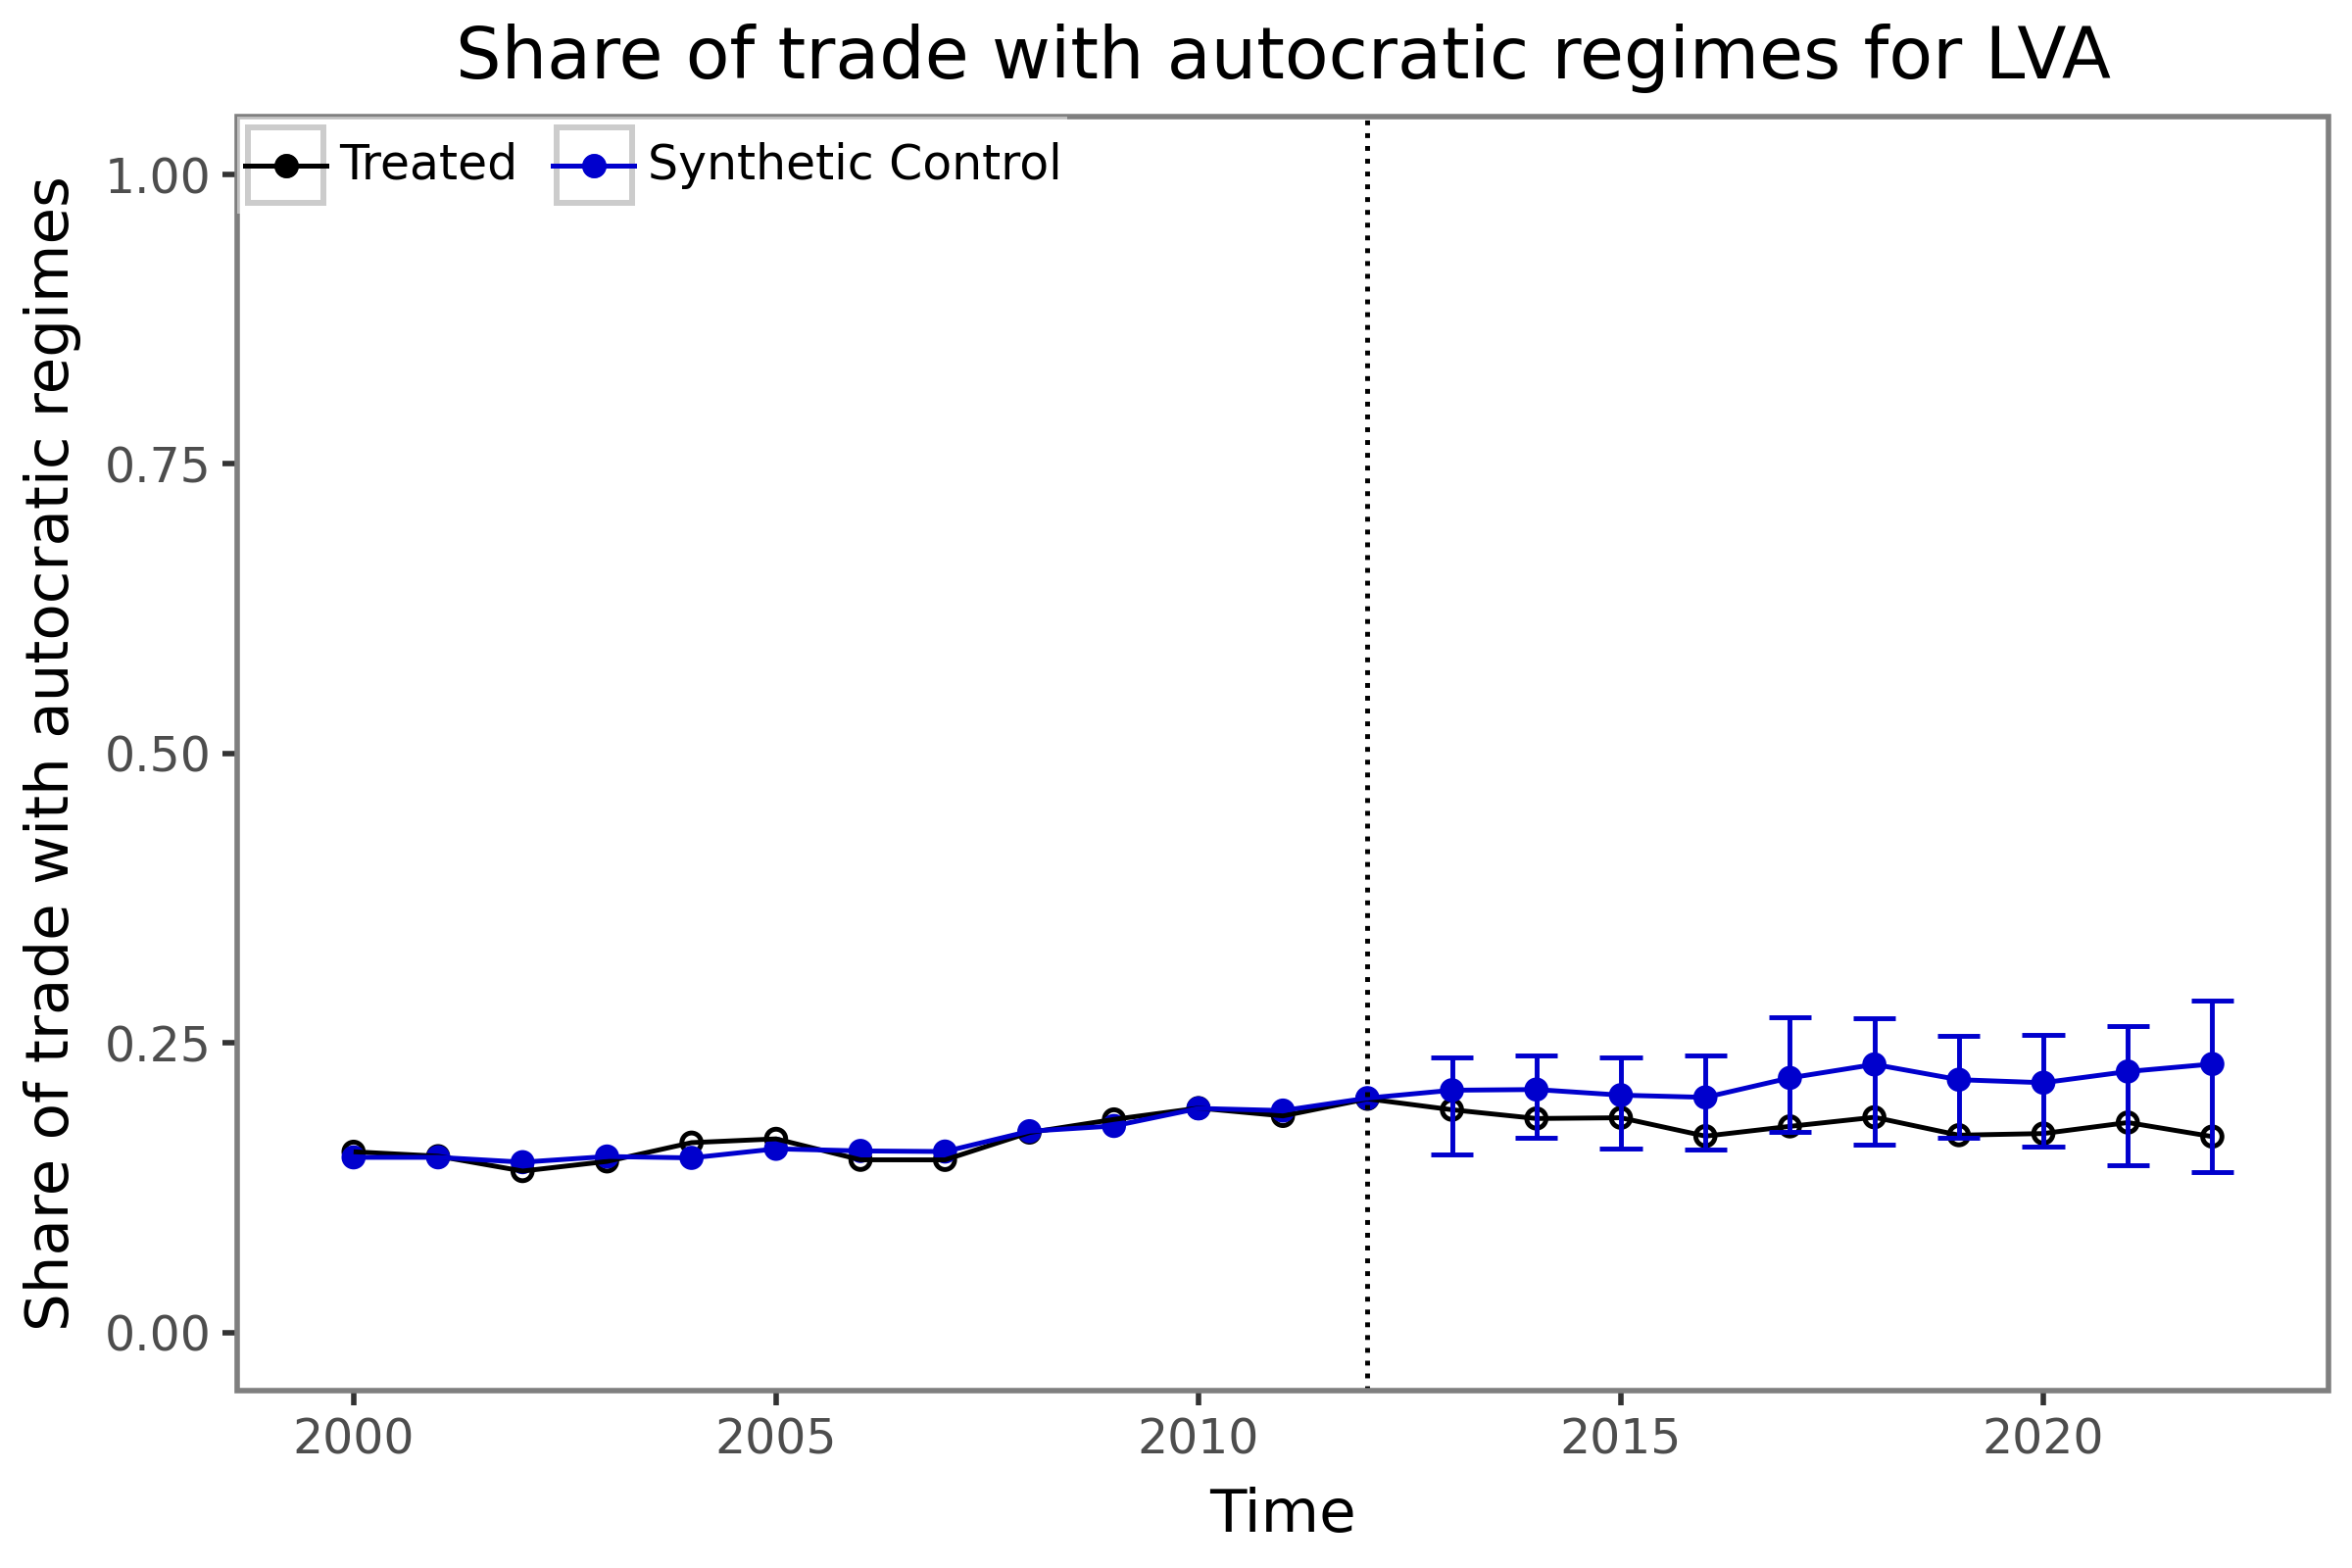 Share of trade with autocratic regimes for LVA
Treated
Synthetic Control
Share of trade with autocratic regimes
1.00
0.75
0.50
0.25
0.00
2000
2005
2010
2015
2020
Time